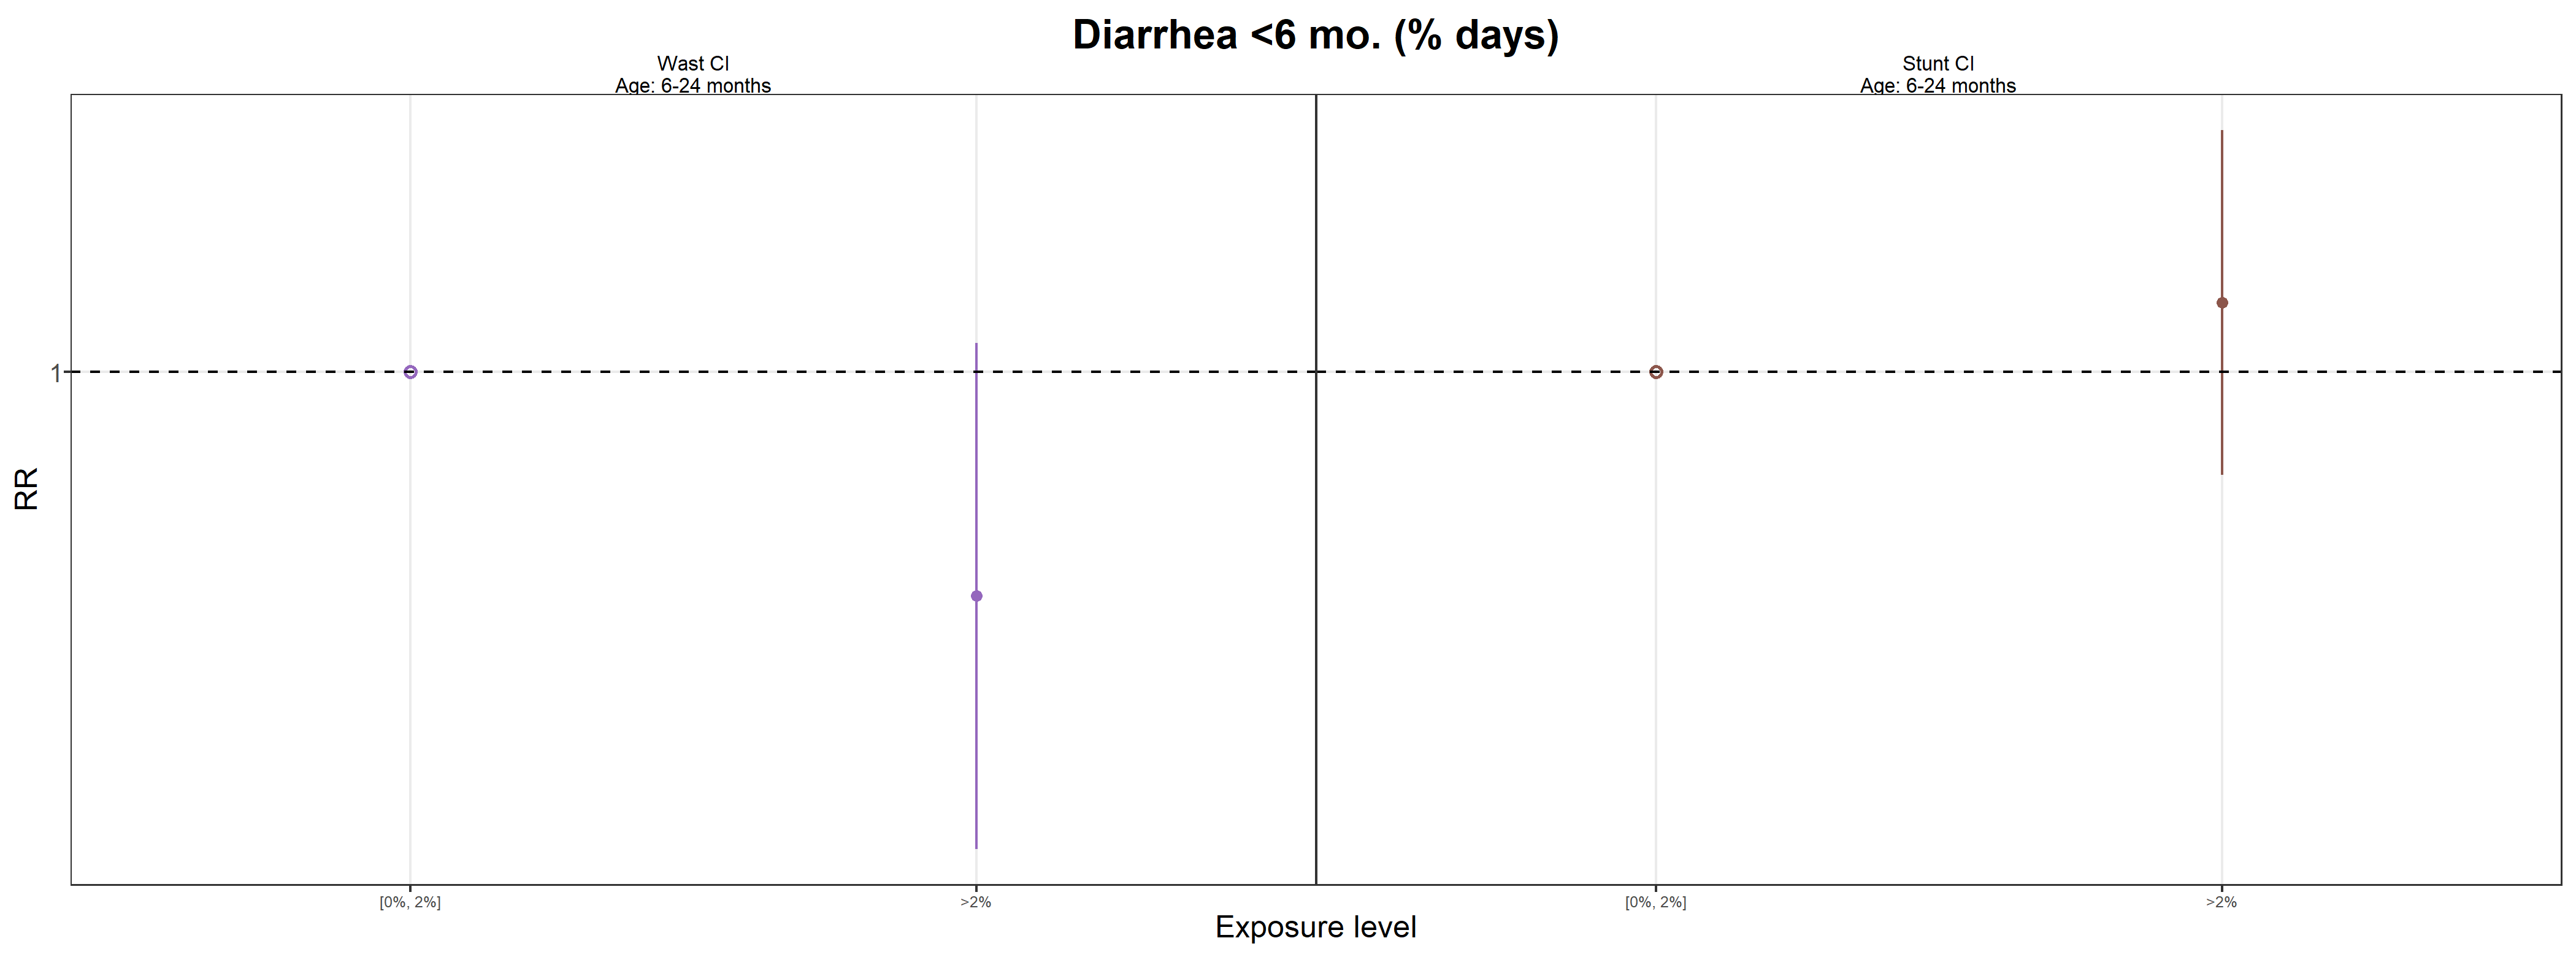 Diarrhea <6 mo. (% days)
Wast CI
Age: 6-24 months
Stunt CI
Age: 6-24 months
1
RR
[0%, 2%]
>2%
[0%, 2%]
>2%
Exposure level